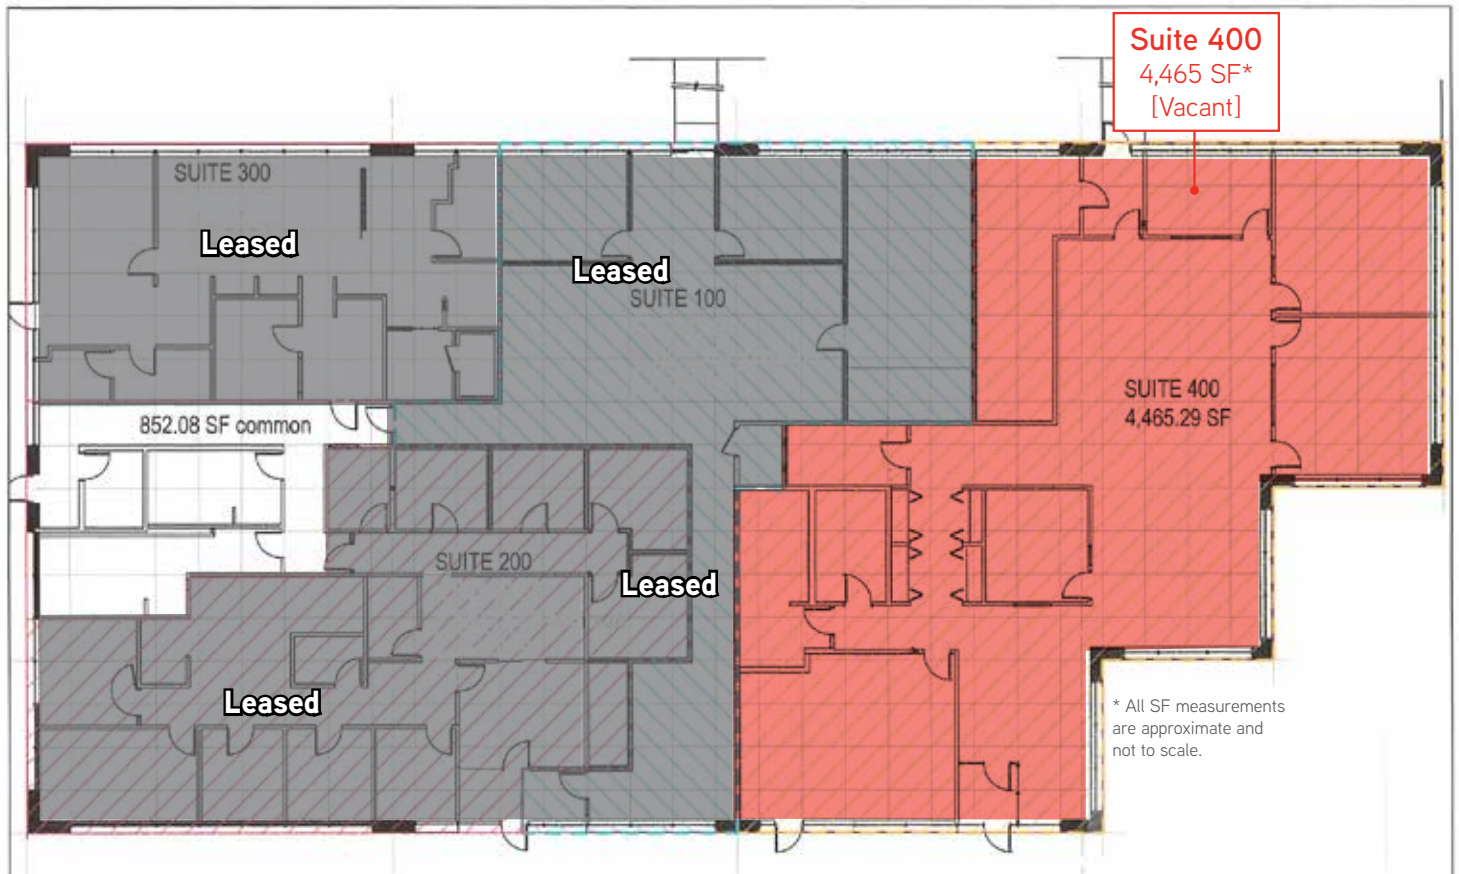 Suite 400
4,465 SF*
[Vacant]
SUITE 300
Leased
Leased
SUITE 100
SUITE 400
4,465.29 SF
852.08 SF common
SUITE 200
Leased
Leased
* All SF measurements
are approximate and
not to scale.